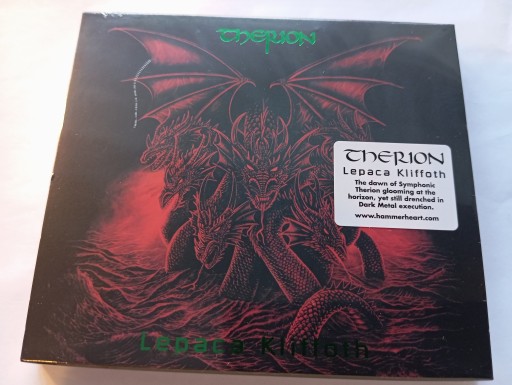 THERION
THERION
Lepaca Kliffoth
The dawn of Symphonic
Therion glooming at the
horizon, yet still drenched in
Dark Metal execution.
www.hammerheart.com
Lepaca Kliffoth